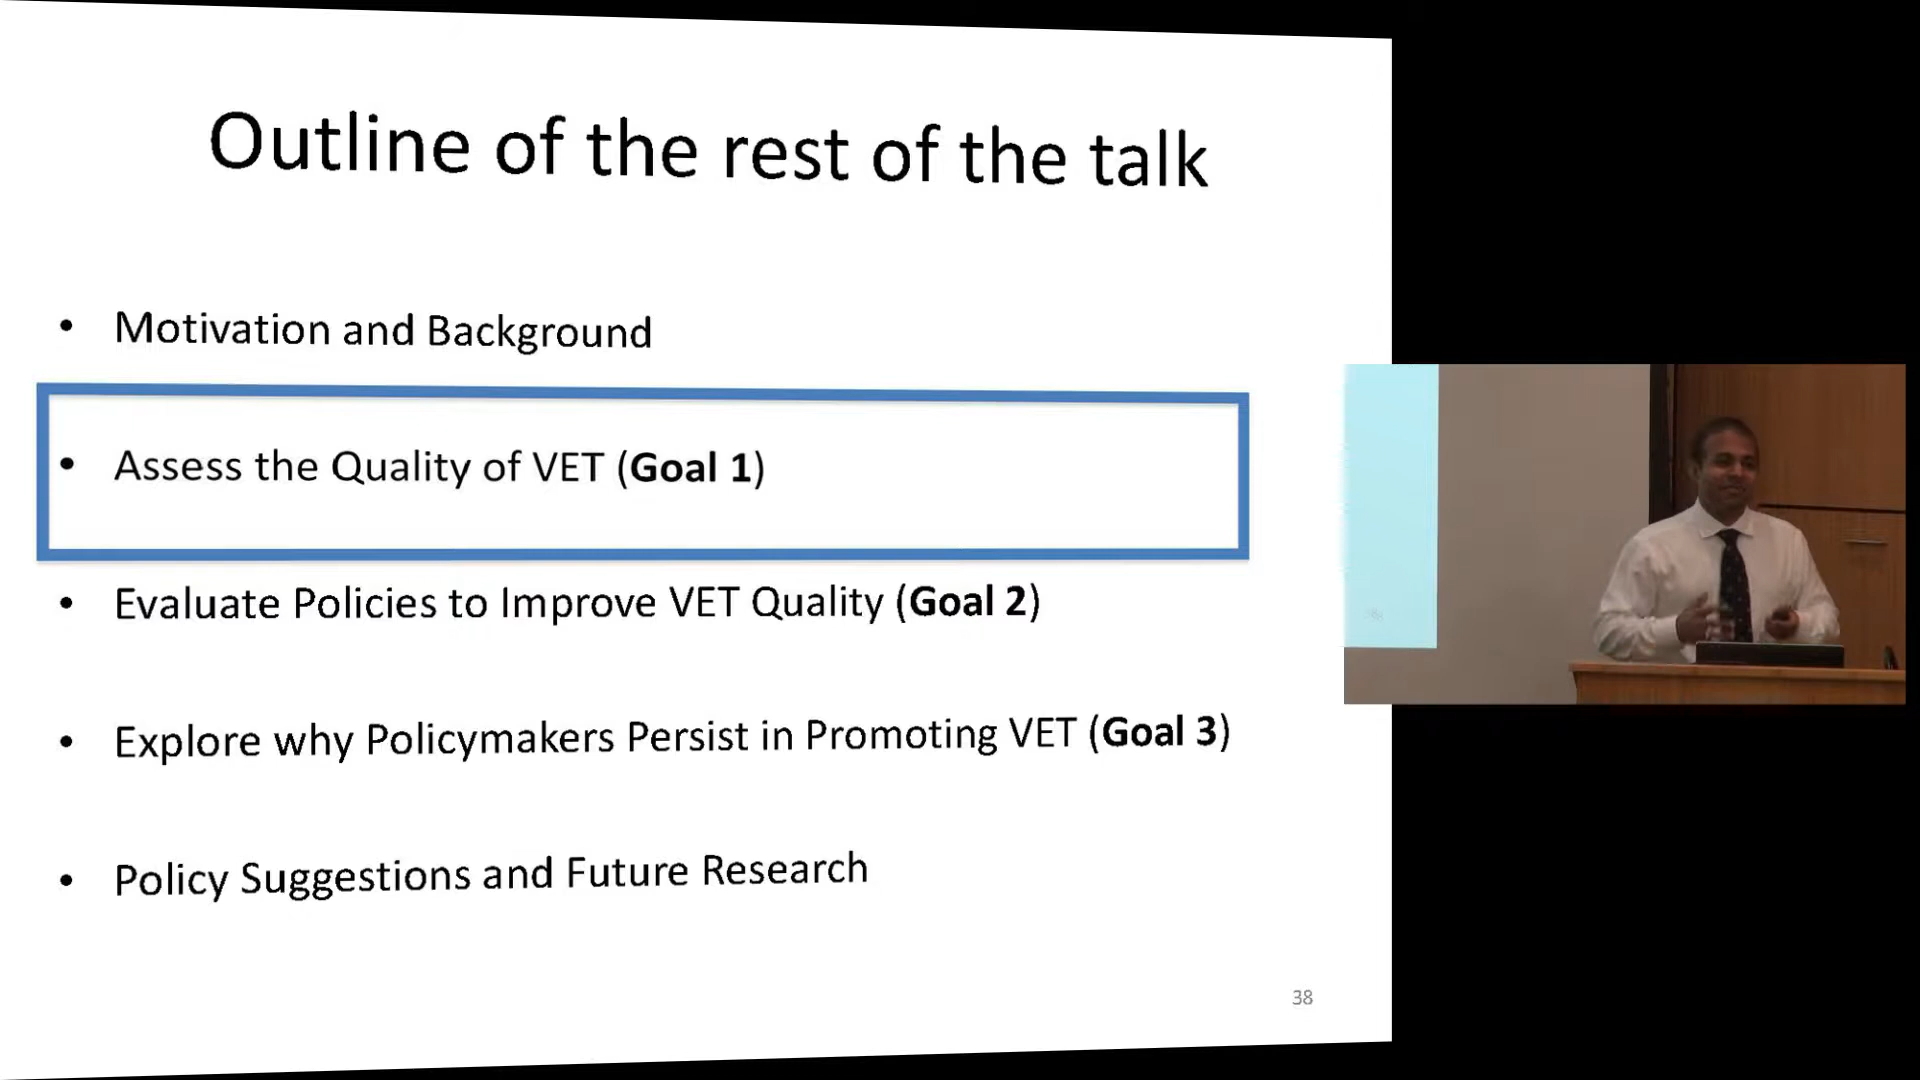 Outline of the rest of the talk
• Motivation and Background
• Assess the Quality of VET (Goal 1)
• Evaluate Policies to Improve VET Quality (Goal 2)
• Explore why Policymakers Persist in Promoting VET (Goal 3)
• Policy Suggestions and Future Research
38